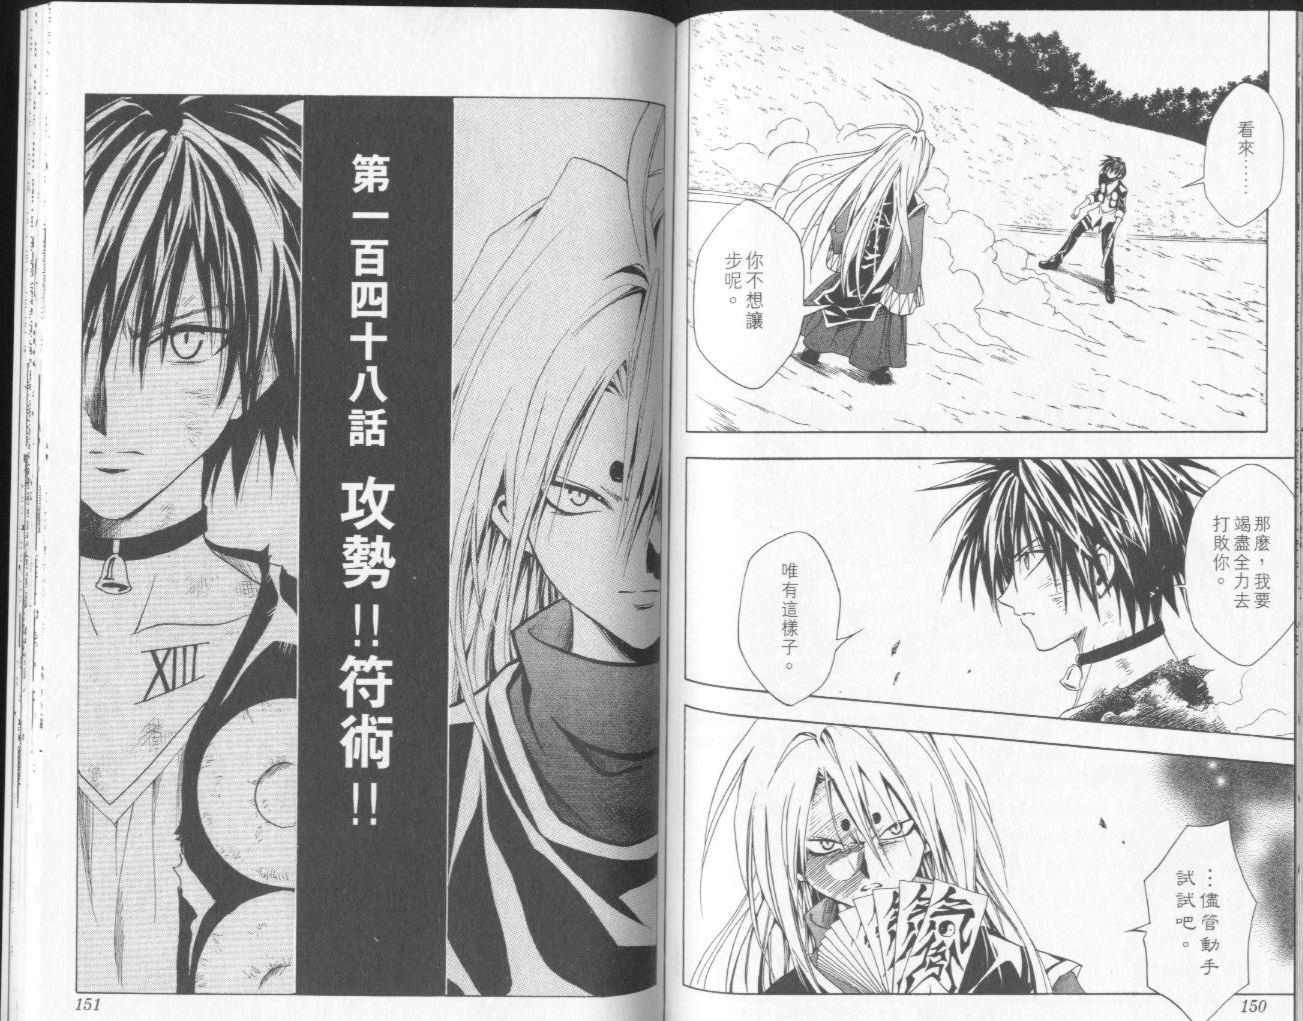 看來……
你不想讓
步呢。
那麼，我要
竭盡全力去
打敗你。
唯有這樣子。
…儘管動手
試試吧。
150
第一百四十八話 攻勢!!符術!!
XIII
151